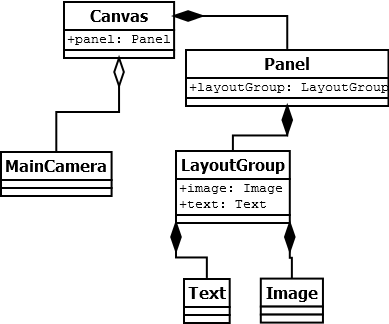 Canvas
+panel: Panel
Panel
+layoutGroup: LayoutGroup
MainCamera
LayoutGroup
+image: Image
+text: Text
Text
Image